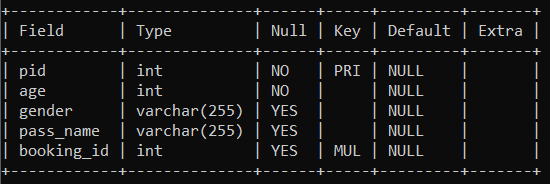 +------------+--------------+------+-----+---------+-------+
| Field      | Type         | Null | Key | Default | Extra |
+------------+--------------+------+-----+---------+-------+
| pid        | int          | NO   | PRI | NULL    |       |
| age        | int          | NO   |     | NULL    |       |
| gender     | varchar(255) | YES  |     | NULL    |       |
| pass_name  | varchar(255) | YES  |     | NULL    |       |
| booking_id | int          | YES  | MUL | NULL    |       |
+------------+--------------+------+-----+---------+-------+